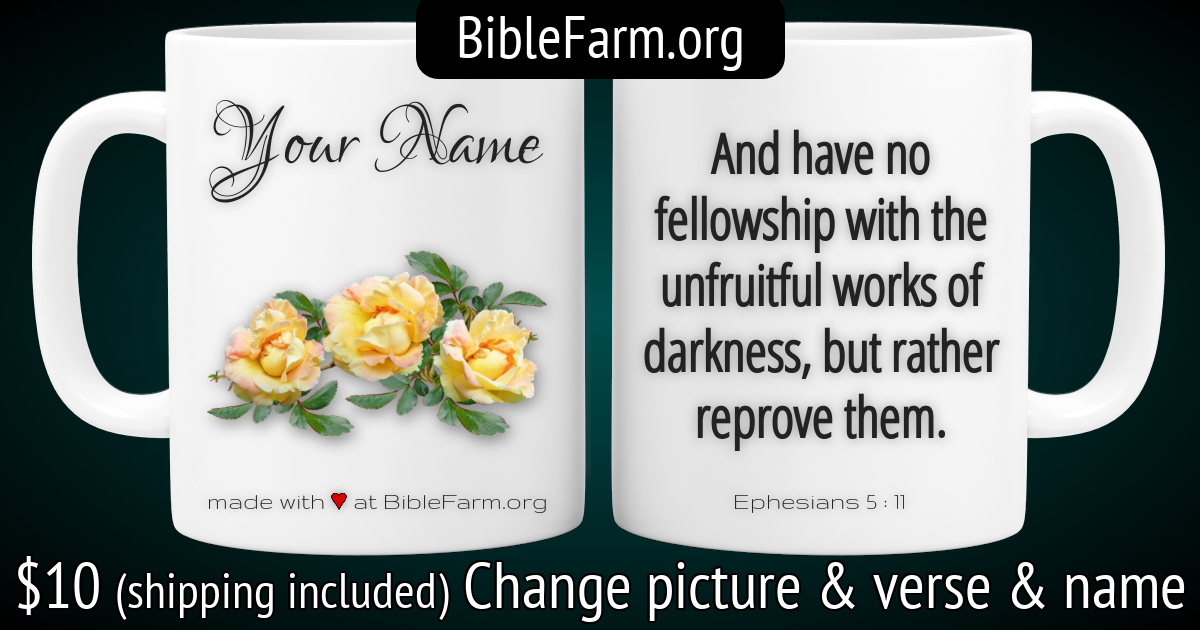 BibleFarm.org
Your Name
made with ♥ at BibleFarm.org
And have no
fellowship with the
unfruitful works of
darkness, but rather
reprove them.
Ephesians 5 : 11
$10 (shipping included) Change picture & verse & name